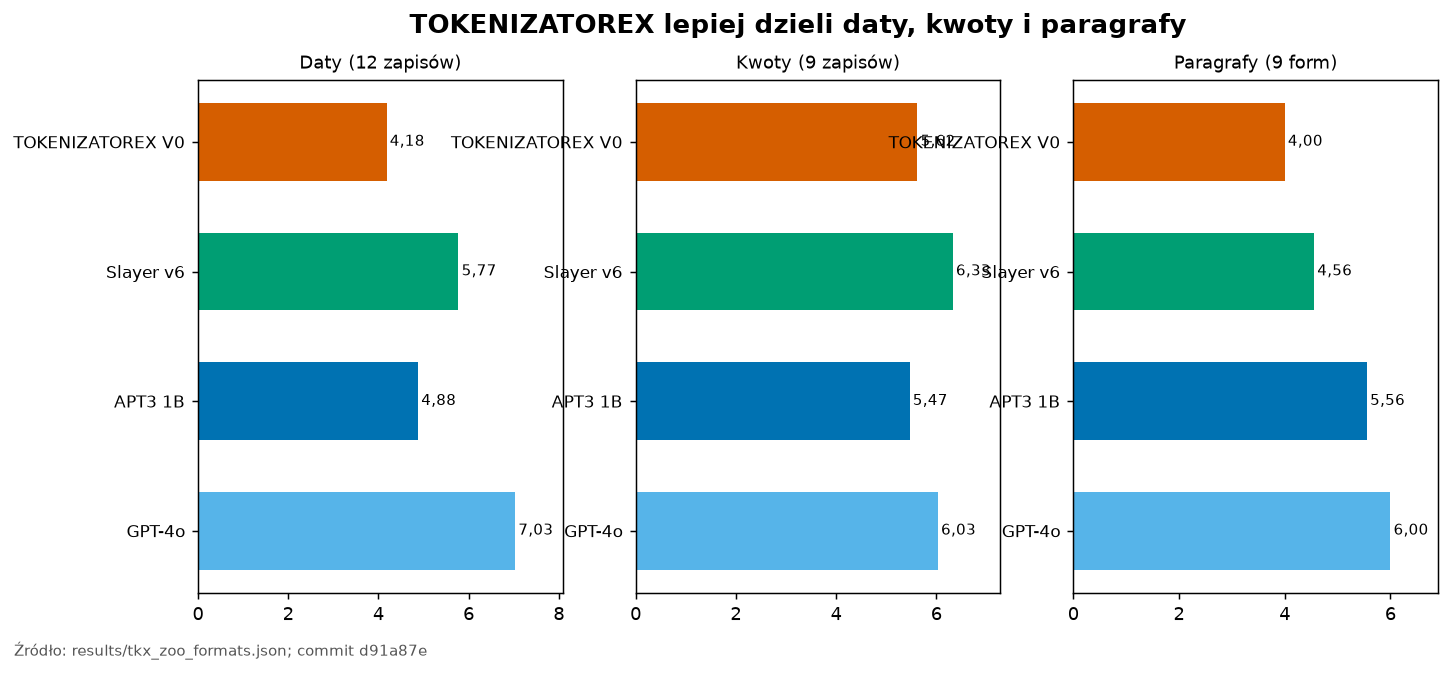 TOKENIZATOREX lepiej dzieli daty, kwoty i paragrafy
Daty (12 zapisów)
TOKENIZATOREX V0
4,18
Slayer v6
5,77
APT3 1B
4,88
GPT-4o
7,03
0 2 4 6 8
Kwoty (9 zapisów)
TOKENIZATOREX V0
5,62
Slayer v6
6,33
APT3 1B
5,47
GPT-4o
6,03
0 2 4 6
Paragrafy (9 form)
TOKENIZATOREX V0
4,00
Slayer v6
4,56
APT3 1B
5,56
GPT-4o
6,00
0 2 4 6
Źródło: results/tkx_zoo_formats.json; commit d91a87e